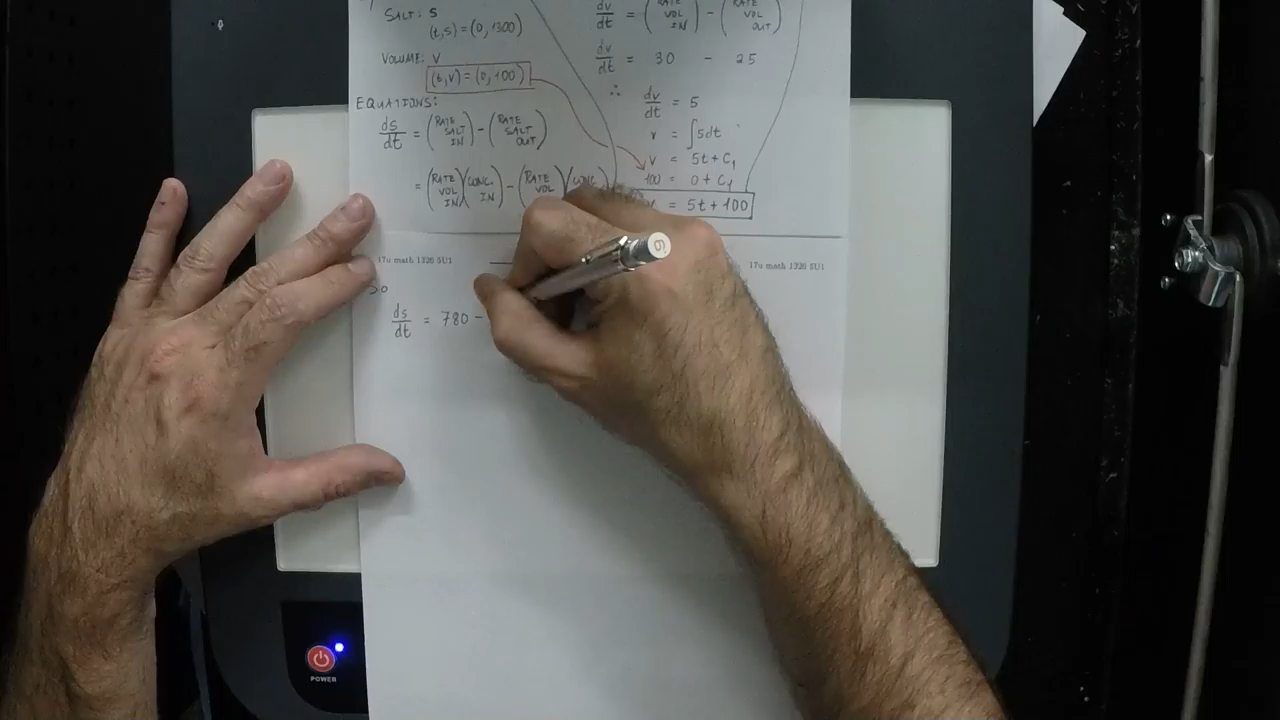 SALT: S
(t,s) = (0, 1300)
VOLUME: V
(t,v) = (0, 100)
EQUATIONS:
ds/dt = (RATE SALT IN) - (RATE SALT OUT)
= (RATE VOL IN)(CONC. IN) - (RATE VOL)(CONC
dv/dt = (RATE VOL IN) - (RATE VOL OUT)
dv/dt = 30 - 25
∴
dv/dt = 5
v = ∫5dt
v = 5t + C₁
100 = 0 + C₁
v = 5t + 100
17u math 1326 SU1
17u math 1326 SU1
ds/dt = 780 -
6
POWER